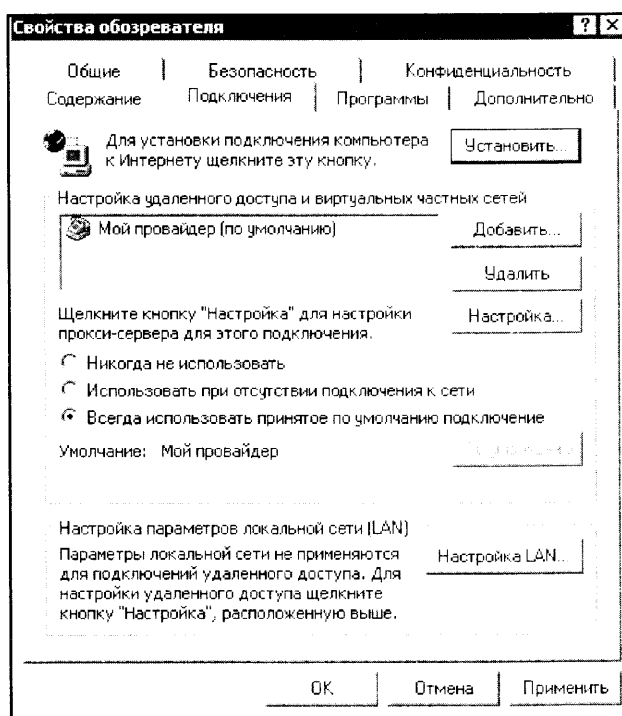 Свойства обозревателя
Общие
Безопасность
Конфиденциальность
Содержание
Подключения
Программы
Дополнительно
Для установки подключения компьютера
к Интернету щелкните эту кнопку.
Установить...
Настройка удаленного доступа и виртуальных частных сетей
Мой провайдер (по умолчанию)
Добавить...
Удалить
Щелкните кнопку "Настройка" для настройки
прокси-сервера для этого подключения.
Настройка...
Никогда не использовать
Использовать при отсутствии подключения к сети
Всегда использовать принятое по умолчанию подключение
Умолчание: Мой провайдер
Настройка параметров локальной сети (LAN)
Параметры локальной сети не применяются
для подключений удаленного доступа. Для
настройки удаленного доступа щелкните
кнопку "Настройка", расположенную выше.
Настройка LAN...
OK
Отмена
Применить